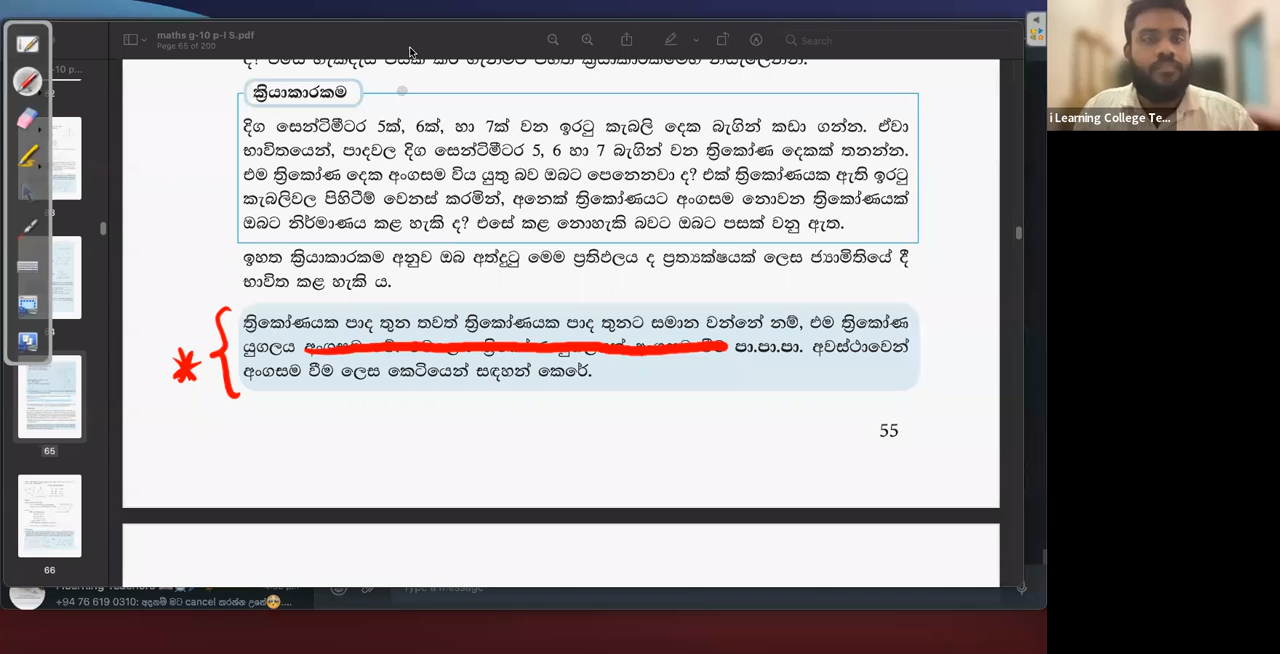 maths g-10 p-I S.pdf
Page 65 of 200
Search
ක්‍රියාකාරකම
දිග සෙන්ටිමීටර 5ක්, 6ක්, හා 7ක් වන ඉරටු කැබලි දෙක බැගින් කඩා ගන්න. ඒවා
භාවිතයෙන්, පාදවල දිග සෙන්ටිමීටර 5, 6 හා 7 බැගින් වන ත්‍රිකෝණ දෙකක් තනන්න.
එම ත්‍රිකෝණ දෙක අංගසම විය යුතු බව ඔබට පෙනෙනවා ද? එක් ත්‍රිකෝණයක ඇති ඉරටු
කැබලිවල පිහිටීම් වෙනස් කරමින්, අනෙක් ත්‍රිකෝණයට අංගසම නොවන ත්‍රිකෝණයක්
ඔබට නිර්මාණය කළ හැකි ද? එසේ කළ නොහැකි බවට ඔබට පසක් වනු ඇත.
ඉහත ක්‍රියාකාරකම අනුව ඔබ අත්දුටු මෙම ප්‍රතිඵලය ද ප්‍රත්‍යක්ෂයක් ලෙස ජ්‍යාමිතියේ දී
භාවිත කළ හැකි ය.
ත්‍රිකෝණයක පාද තුන තවත් ත්‍රිකෝණයක පාද තුනට සමාන වන්නේ නම්, එම ත්‍රිකෝණ
යුගලය පා.පා.පා. අවස්ථාවෙන්
අංගසම වීම ලෙස කෙටියෙන් සඳහන් කෙරේ.
55
65
66
i Learning College Te...
+94 76 619 0310: cancel කරන්න